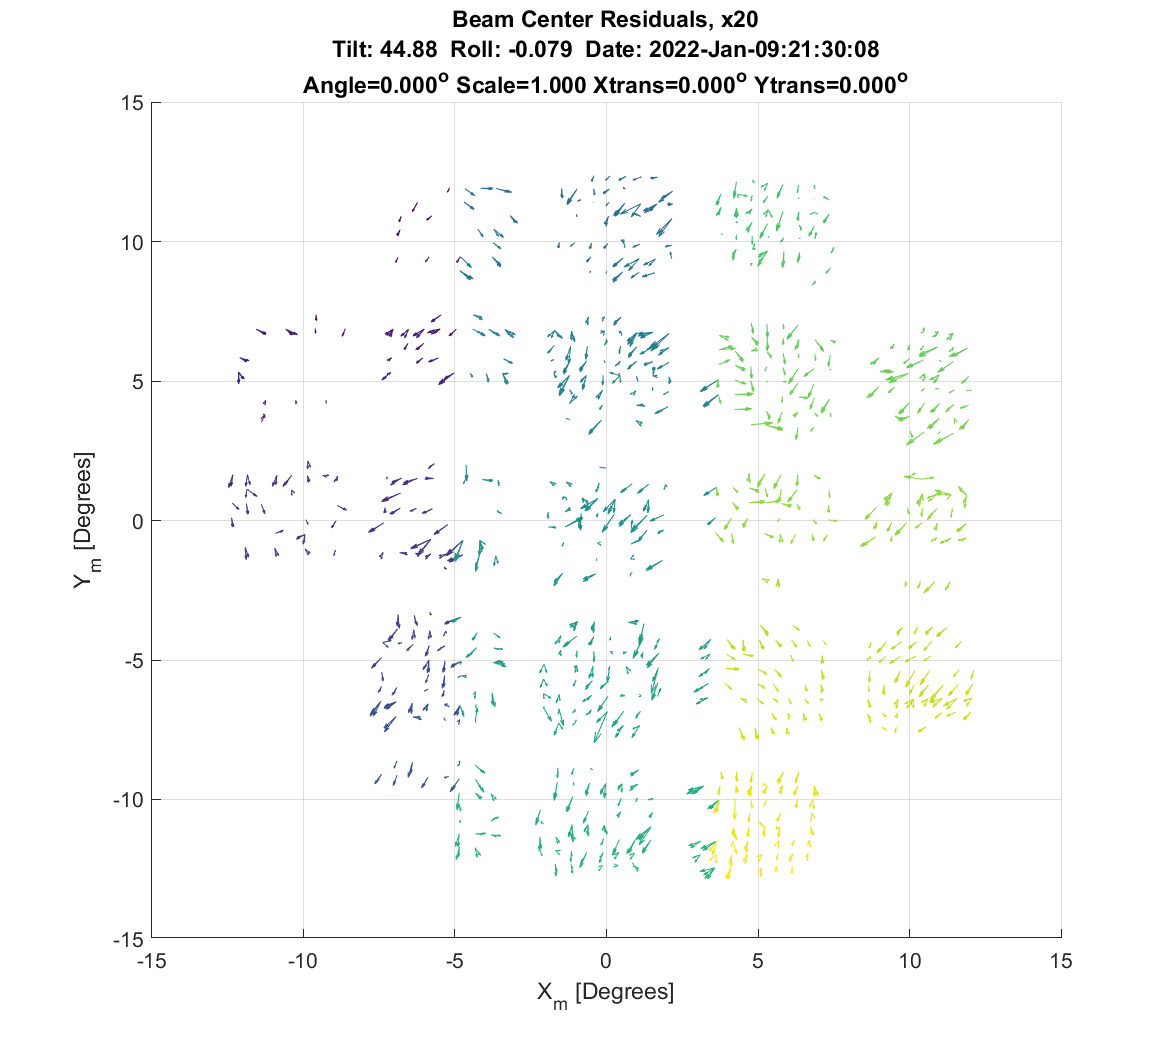 Beam Center Residuals, x20
Tilt: 44.88 Roll: -0.079 Date: 2022-Jan-09:21:30:08
Angle=0.000° Scale=1.000 Xtrans=0.000° Ytrans=0.000°
15
10
5
0
-5
-10
-15
Y_m [Degrees]
-15 -10 -5 0 5 10 15
X_m [Degrees]